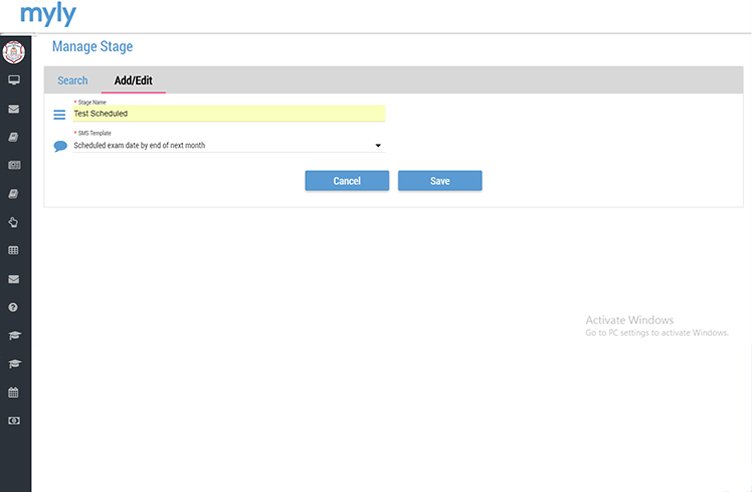 myly
Manage Stage
Search Add/Edit
* Stage Name
Test Scheduled
* SMS Template
Scheduled exam date by end of next month
Cancel Save
Activate Windows
Go to PC settings to activate Windows.